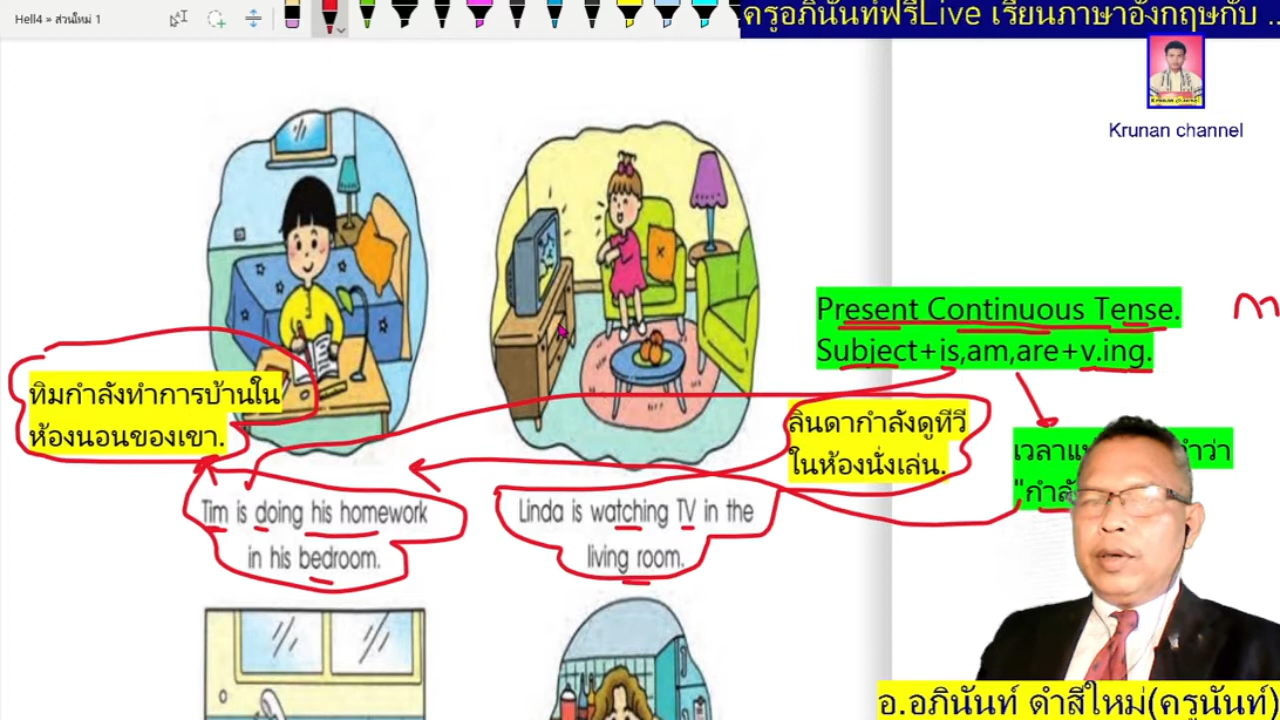 Hell4 » ส่วนใหม่ 1
ครูอภินันท์ฟรีLive เรียนภาษาอังกฤษกับ ..
Krunan channel
Present Continuous Tense.
Subject+is,am,are+v.ing.
ทิมกำลังทำการบ้านใน
ห้องนอนของเขา.
ลินดากำลังดูทีวี
ในห้องนั่งเล่น.
Tim is doing his homework
in his bedroom.
Linda is watching TV in the
living room.
อ.อภินันท์ ดำสีใหม่(ครูนันท์)